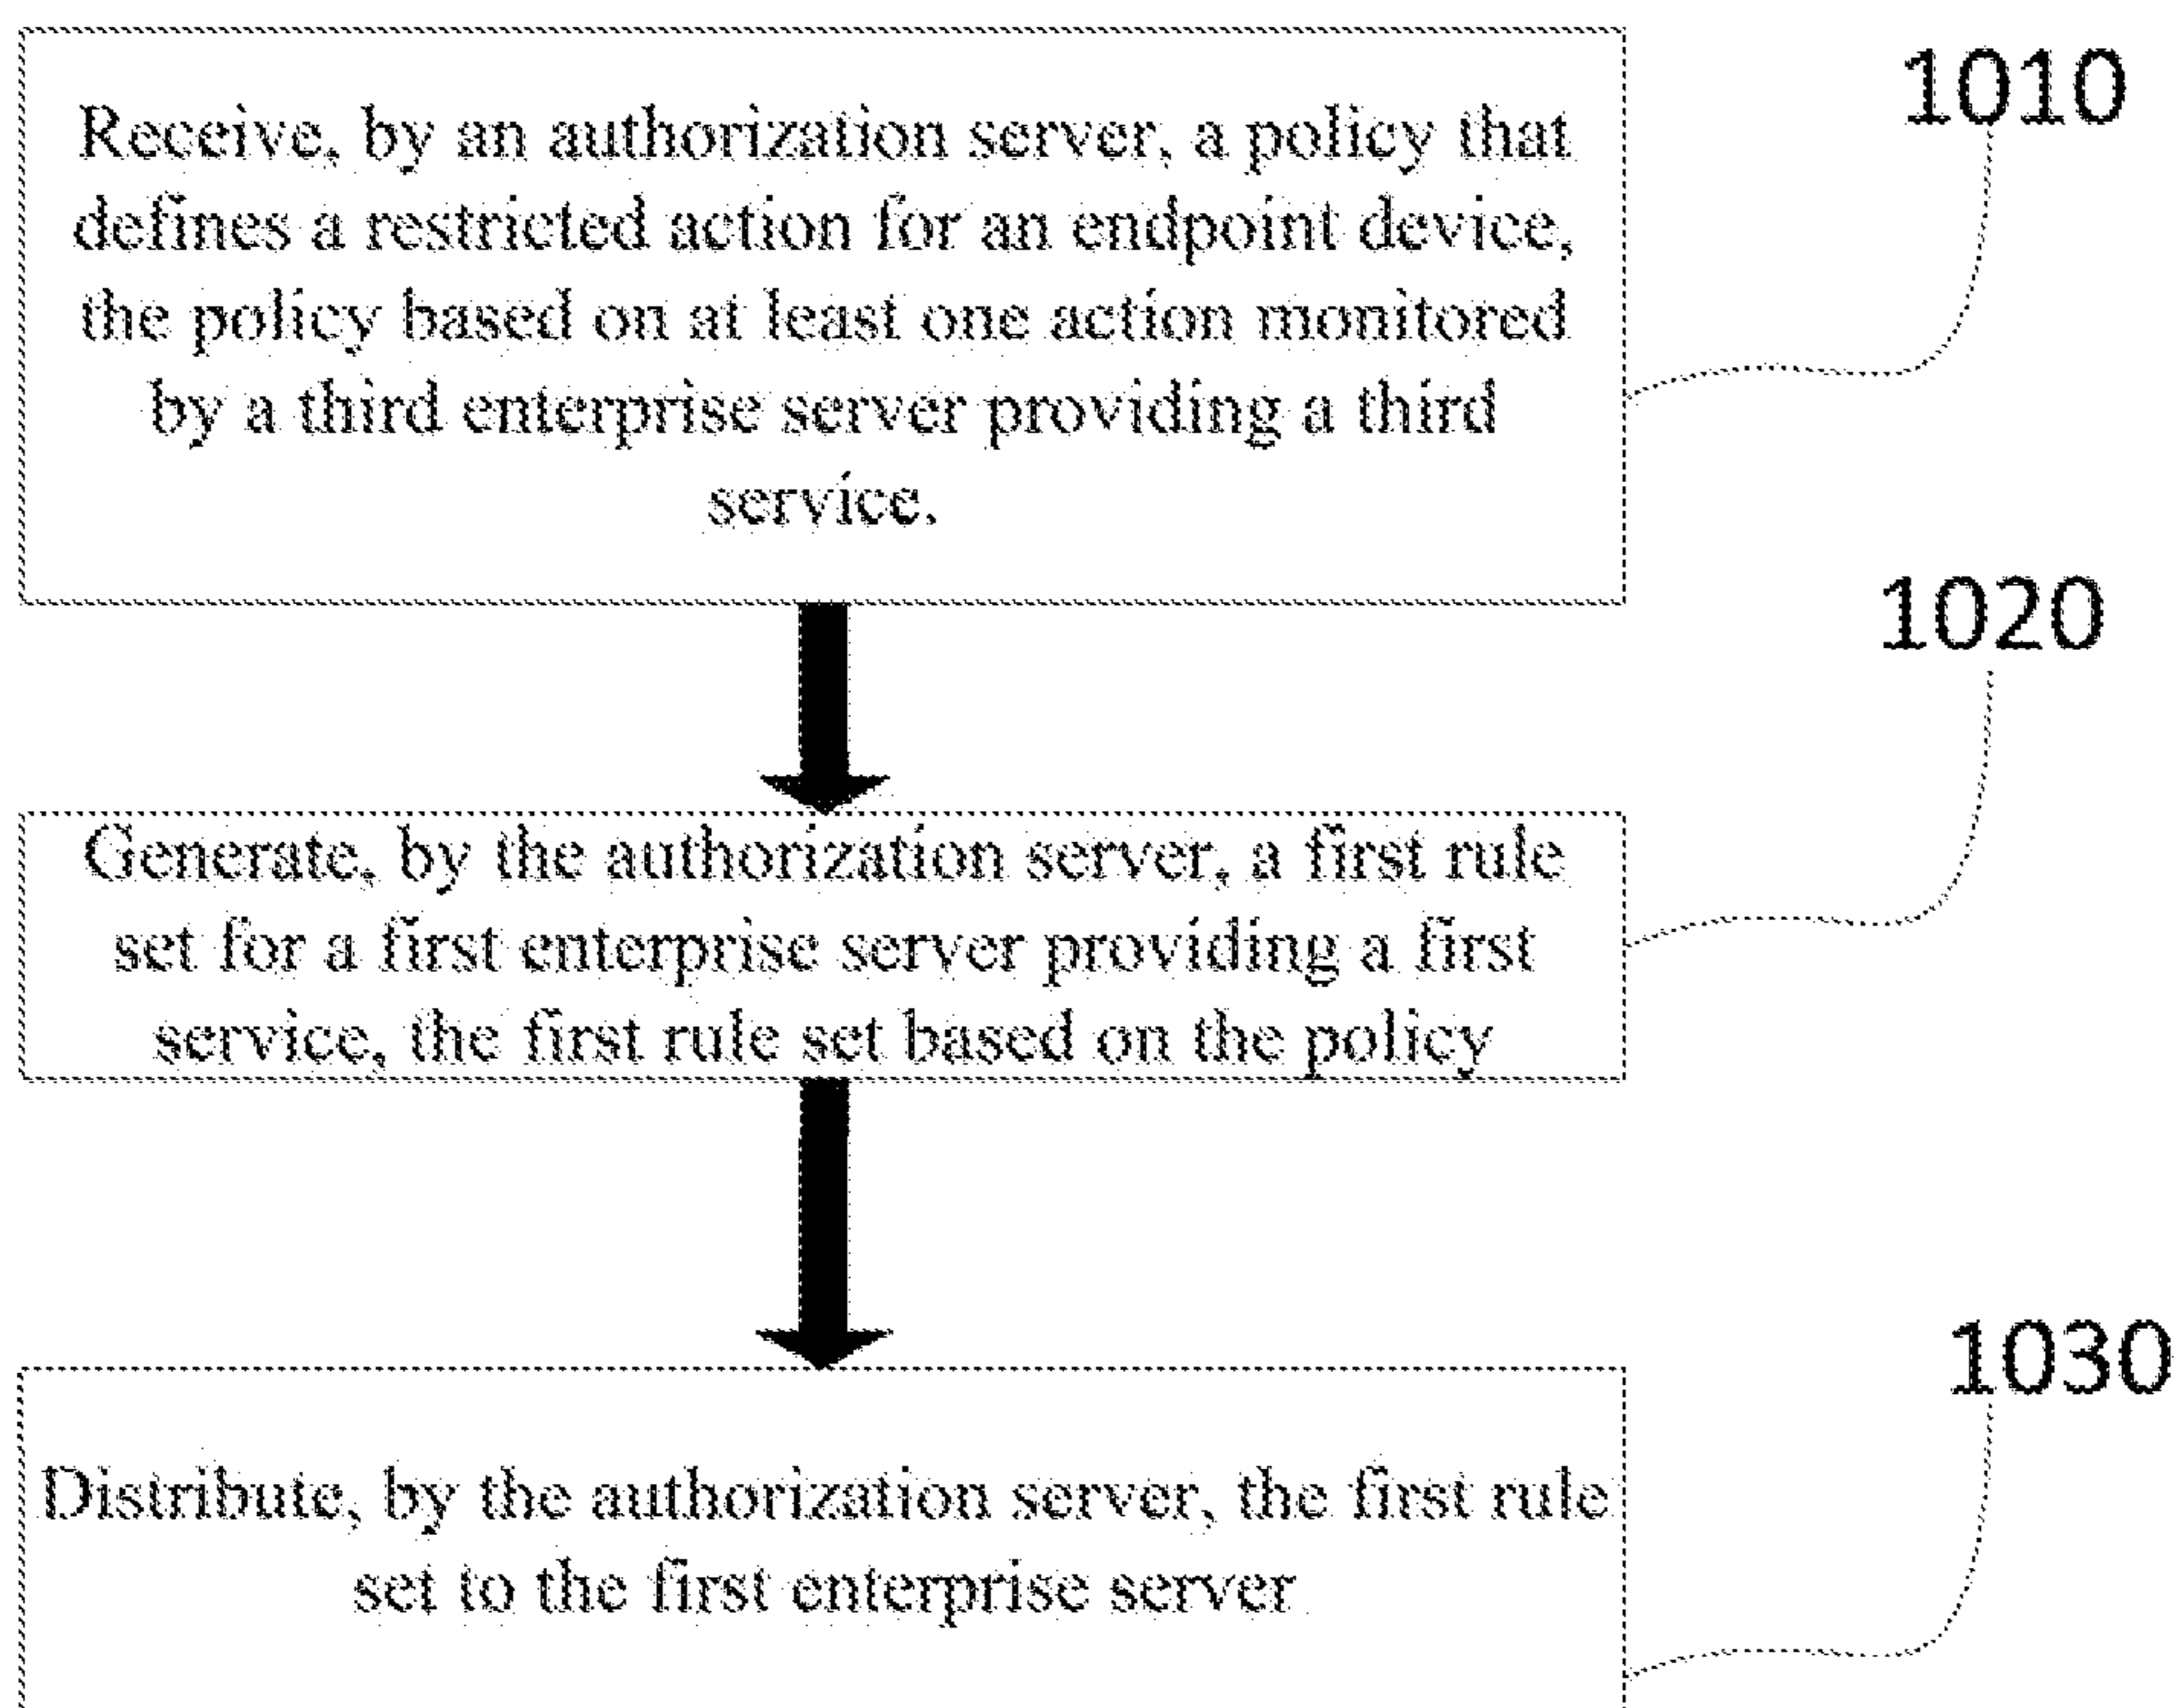 Receive, by an authorization server, a policy that
defines a restricted action for an endpoint device,
the policy based on at least one action monitored
by a third enterprise server providing a third
service.
1010
Generate, by the authorization server, a first rule
set for a first enterprise server providing a first
service, the first rule set based on the policy
1020
Distribute, by the authorization server, the first rule
set to the first enterprise server
1030